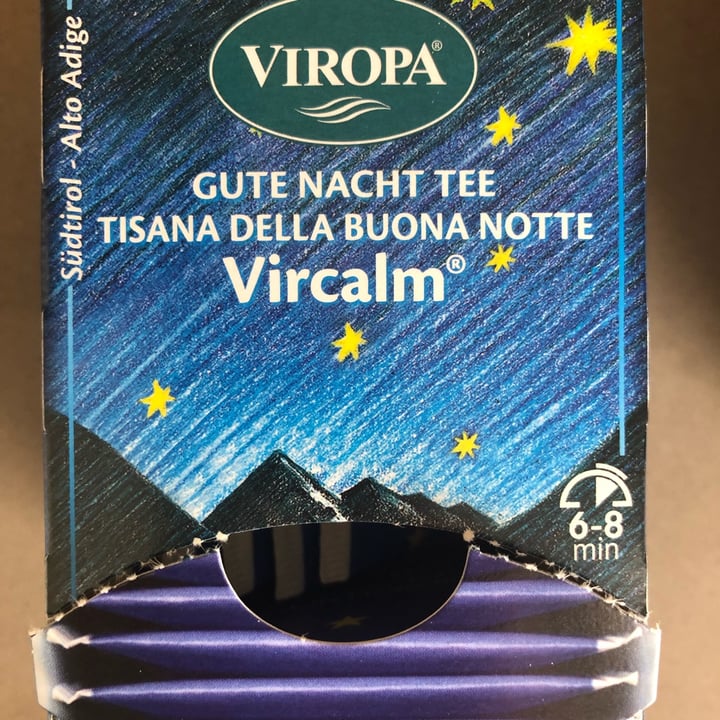 VIROPA®
Südtirol - Alto Adige
GUTE NACHT TEE
TISANA DELLA BUONA NOTTE
Vircalm®
6-8
min